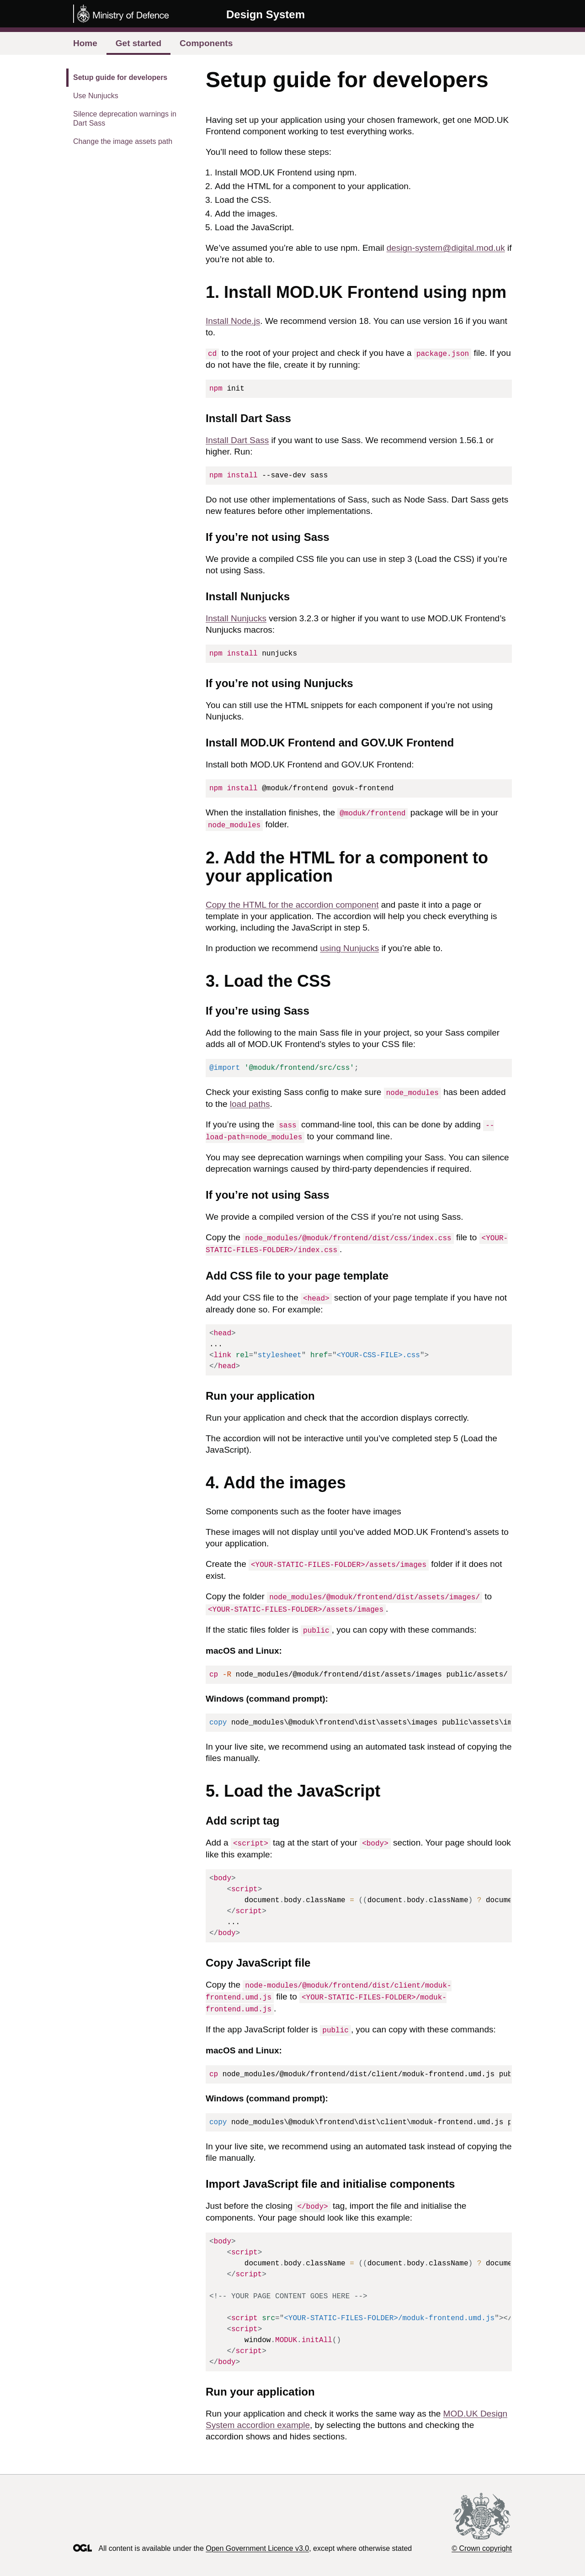 Ministry of Defence
Design System
Home
Get started
Components
Setup guide for developers
Use Nunjucks
Silence deprecation warnings in
Dart Sass
Change the image assets path
Setup guide for developers
Having set up your application using your chosen framework, get one MOD.UK
Frontend component working to test everything works.
You'll need to follow these steps:
1. Install MOD.UK Frontend using npm.
2. Add the HTML for a component to your application.
3. Load the CSS.
4. Add the images.
5. Load the JavaScript.
We've assumed you're able to use npm. Email design-system@digital.mod.uk if
you're not able to.
1. Install MOD.UK Frontend using npm
Install Node.js. We recommend version 18. You can use version 16 if you want
to.
cd to the root of your project and check if you have a package.json file. If you
do not have the file, create it by running:
npm init
Install Dart Sass
Install Dart Sass if you want to use Sass. We recommend version 1.56.1 or
higher. Run:
npm install --save-dev sass
Do not use other implementations of Sass, such as Node Sass. Dart Sass gets
new features before other implementations.
If you're not using Sass
We provide a compiled CSS file you can use in step 3 (Load the CSS) if you're
not using Sass.
Install Nunjucks
Install Nunjucks version 3.2.3 or higher if you want to use MOD.UK Frontend's
Nunjucks macros:
npm install nunjucks
If you're not using Nunjucks
You can still use the HTML snippets for each component if you're not using
Nunjucks.
Install MOD.UK Frontend and GOV.UK Frontend
Install both MOD.UK Frontend and GOV.UK Frontend:
npm install @moduk/frontend govuk-frontend
When the installation finishes, the @moduk/frontend package will be in your
node_modules folder.
2. Add the HTML for a component to
your application
Copy the HTML for the accordion component and paste it into a page or
template in your application. The accordion will help you check everything is
working, including the JavaScript in step 5.
In production we recommend using Nunjucks if you're able to.
3. Load the CSS
If you're using Sass
Add the following to the main Sass file in your project, so your Sass compiler
adds all of MOD.UK Frontend's styles to your CSS file:
@import '@moduk/frontend/src/css';
Check your existing Sass config to make sure node_modules has been added
to the load paths.
If you're using the sass command-line tool, this can be done by adding --
load-path=node_modules to your command line.
You may see deprecation warnings when compiling your Sass. You can silence
deprecation warnings caused by third-party dependencies if required.
If you're not using Sass
We provide a compiled version of the CSS if you're not using Sass.
Copy the node_modules/@moduk/frontend/dist/css/index.css file to <YOUR-
STATIC-FILES-FOLDER>/index.css.
Add CSS file to your page template
Add your CSS file to the <head> section of your page template if you have not
already done so. For example:
<head>
...
<link rel="stylesheet" href="<YOUR-CSS-FILE>.css">
</head>
Run your application
Run your application and check that the accordion displays correctly.
The accordion will not be interactive until you've completed step 5 (Load the
JavaScript).
4. Add the images
Some components such as the footer have images
These images will not display until you've added MOD.UK Frontend's assets to
your application.
Create the <YOUR-STATIC-FILES-FOLDER>/assets/images folder if it does not
exist.
Copy the folder node_modules/@moduk/frontend/dist/assets/images/ to
<YOUR-STATIC-FILES-FOLDER>/assets/images.
If the static files folder is public, you can copy with these commands:
macOS and Linux:
cp -R node_modules/@moduk/frontend/dist/assets/images public/assets/
Windows (command prompt):
copy node_modules\@moduk\frontend\dist\assets\images public\assets\im
In your live site, we recommend using an automated task instead of copying the
files manually.
5. Load the JavaScript
Add script tag
Add a <script> tag at the start of your <body> section. Your page should look
like this example:
<body>
<script>
document.body.className = ((document.body.className) ? docume
</script>
...
</body>
Copy JavaScript file
Copy the node-modules/@moduk/frontend/dist/client/moduk-
frontend.umd.js file to <YOUR-STATIC-FILES-FOLDER>/moduk-
frontend.umd.js.
If the app JavaScript folder is public, you can copy with these commands:
macOS and Linux:
cp node_modules/@moduk/frontend/dist/client/moduk-frontend.umd.js pub
Windows (command prompt):
copy node_modules\@moduk\frontend\dist\client\moduk-frontend.umd.js p
In your live site, we recommend using an automated task instead of copying the
file manually.
Import JavaScript file and initialise components
Just before the closing </body> tag, import the file and initialise the
components. Your page should look like this example:
<body>
<script>
document.body.className = ((document.body.className) ? docume
</script>
<!-- YOUR PAGE CONTENT GOES HERE -->
<script src="<YOUR-STATIC-FILES-FOLDER>/moduk-frontend.umd.js"></
<script>
window.MODUK.initAll()
</script>
</body>
Run your application
Run your application and check it works the same way as the MOD.UK Design
System accordion example, by selecting the buttons and checking the
accordion shows and hides sections.
OGL All content is available under the Open Government Licence v3.0, except where otherwise stated
© Crown copyright